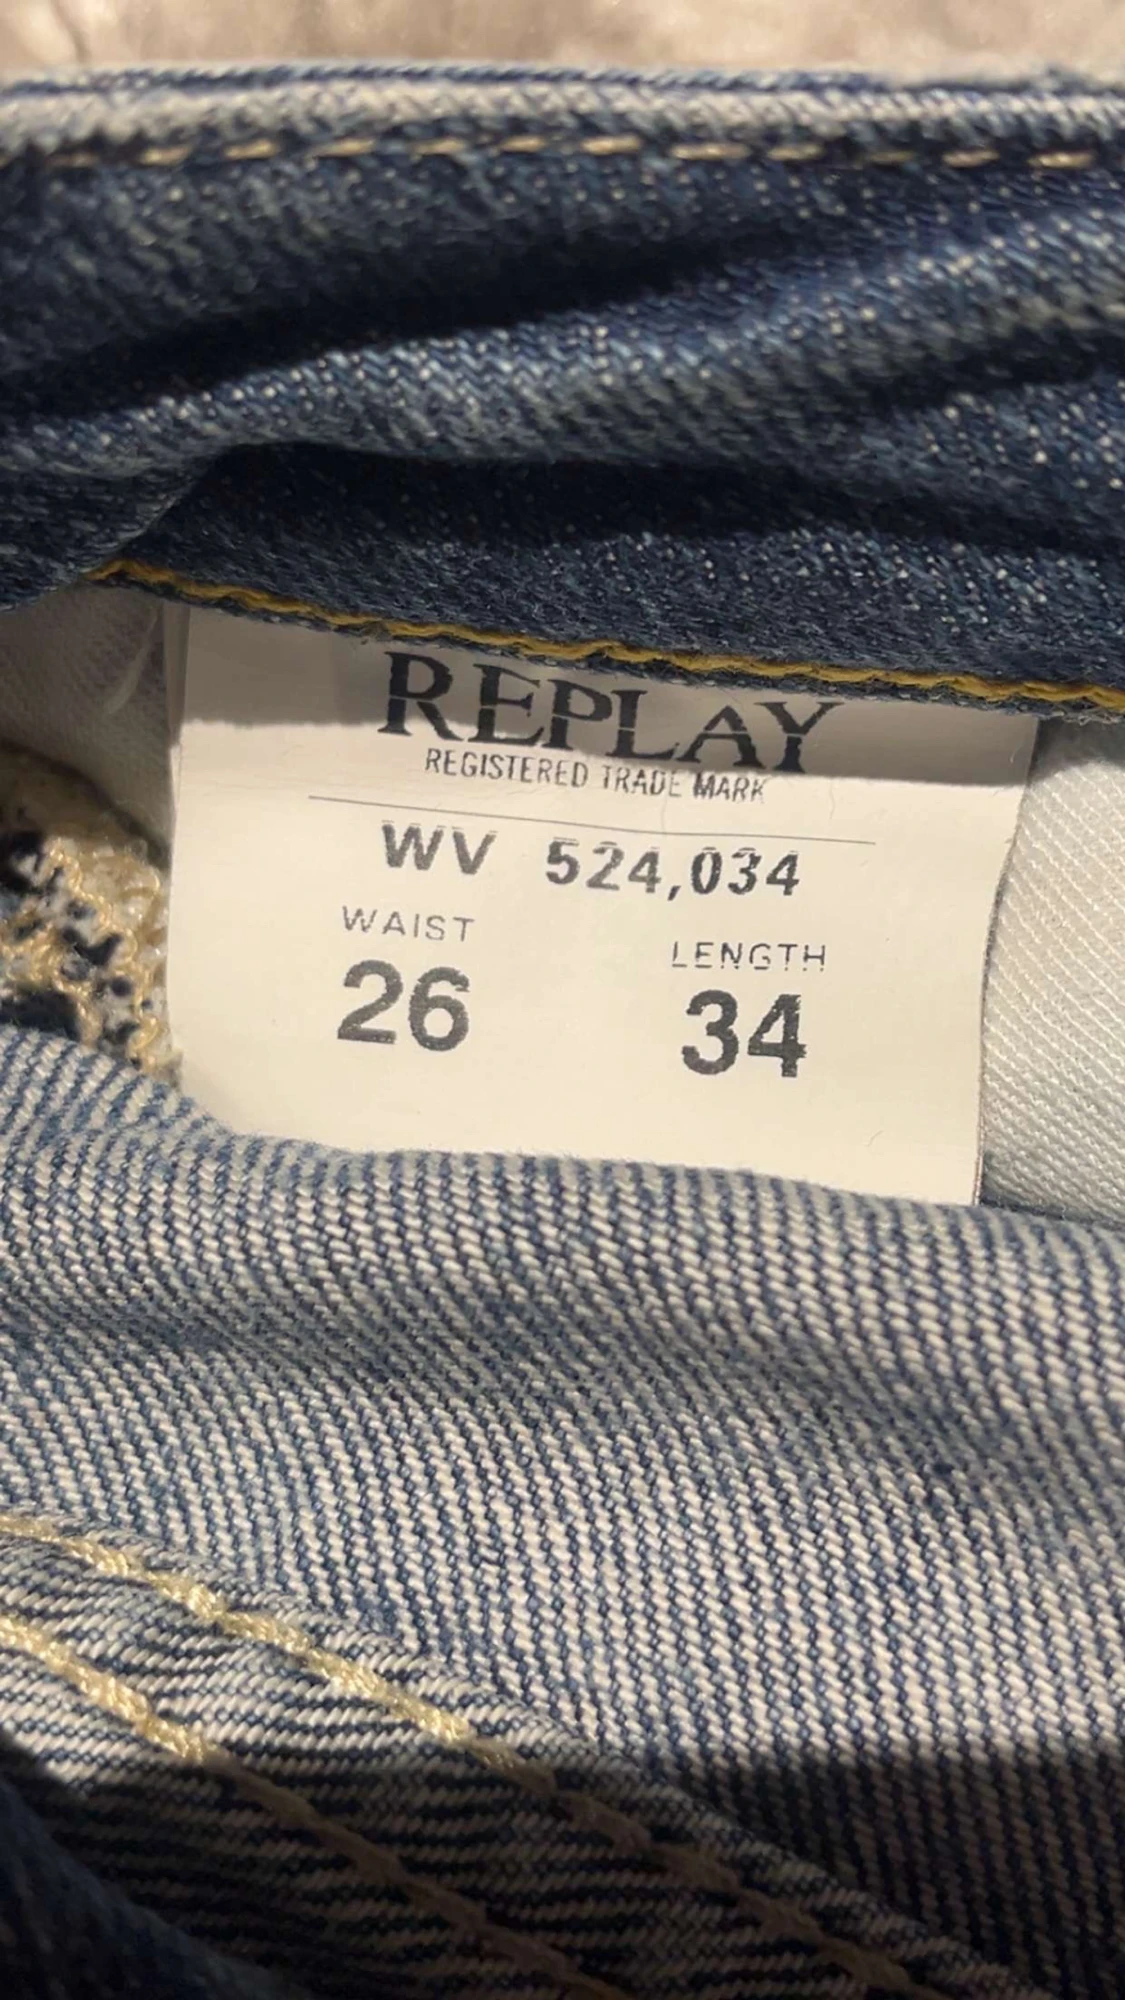 REPLAY
REGISTERED TRADE MARK
WV 524,034
WAIST LENGTH
26 34